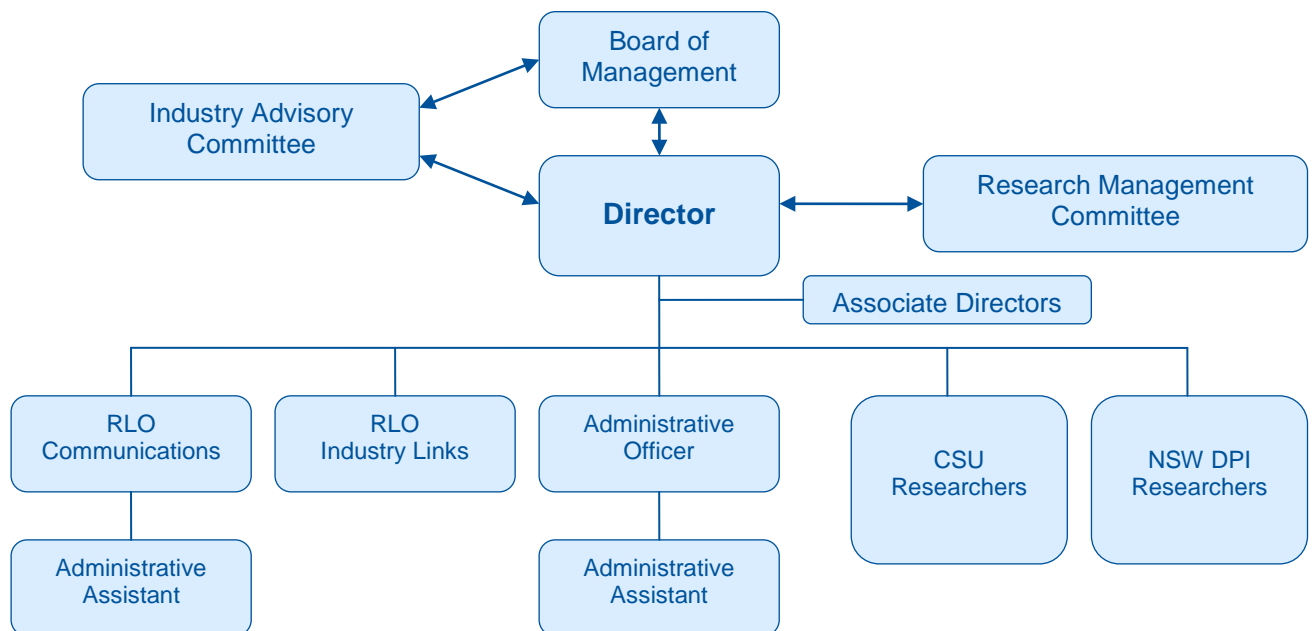 Board of
Management
Industry Advisory
Committee
Director
Research Management
Committee
Associate Directors
RLO
Communications
RLO
Industry Links
Administrative
Officer
CSU
Researchers
NSW DPI
Researchers
Administrative
Assistant
Administrative
Assistant